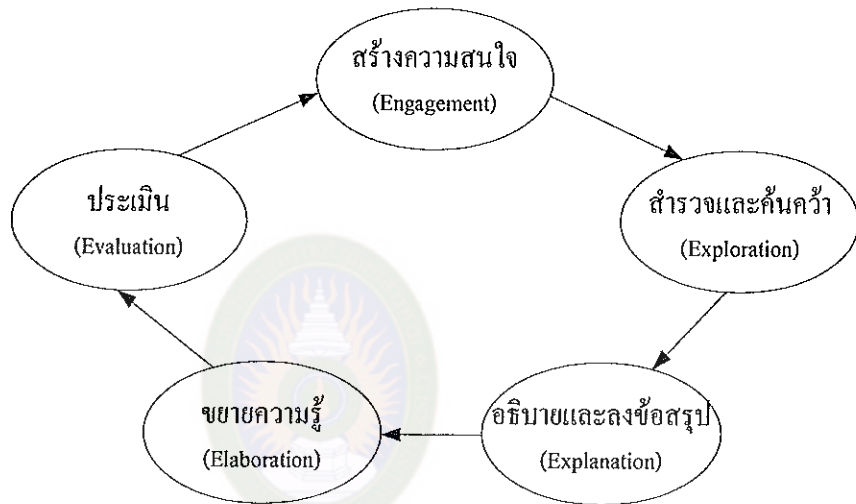 สร้างความสนใจ
(Engagement)
สำรวจและค้นคว้า
(Exploration)
อธิบายและลงข้อสรุป
(Explanation)
ขยายความรู้
(Elaboration)
ประเมิน
(Evaluation)